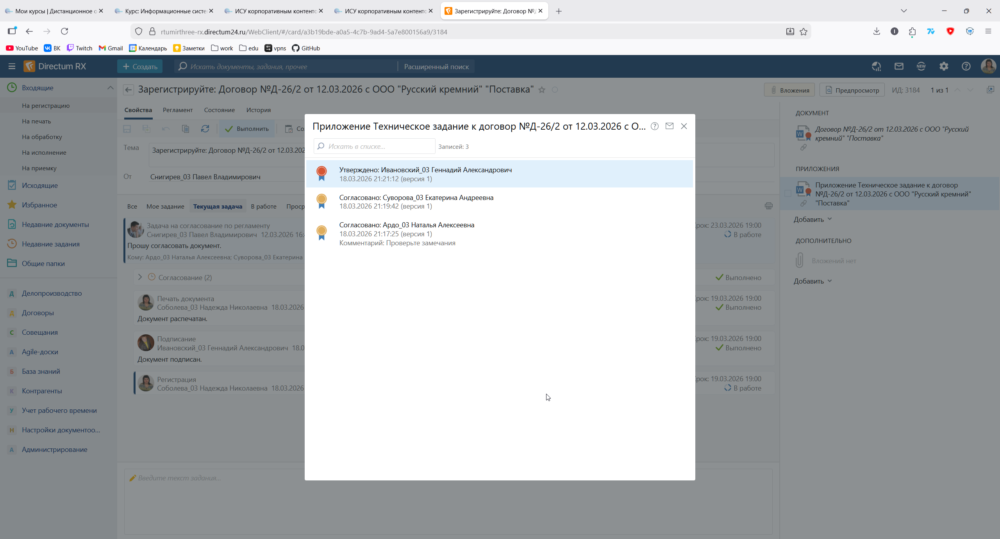 Мои курсы | Дистанционное о
Курс: Информационные систе
ИСУ корпоративным контенто
ИСУ корпоративным контенто
Зарегистрируйте: Договор №Д
rtumirthree-rx.directum24.ru/WebClient/#/card/a3b19bde-a0a5-4c7b-9ad4-5a7e800156a9/3184
YouTube
ВК
Twitch
Gmail
31 Календарь
Заметки
work
edu
vpns
GitHub
Directum RX
Создать
Искать документы, задания, прочее
Расширенный поиск
NEW
Входящие
На регистрацию
На печать
На обработку
На исполнение
На приемку
Исходящие
Избранное
Недавние документы
Недавние задания
Общие папки
Д Делопроизводство
Д Договоры
С Совещания
A Agile-доски
Б База знаний
К Контрагенты
У Учет рабочего времени
Н Настройки документоо...
А Администрирование
Зарегистрируйте: Договор №Д-26/2 от 12.03.2026 с ООО "Русский кремний" "Поставка"
Вложения
Предпросмотр
ИД: 3184
1 из 1
Свойства
Регламент
Состояние
История
Выполнить
Со
Тема
Зарегистрируйте: Договор №Д-26/2 от 12.03.202
От
Снигирев_03 Павел Владимирович
Все
Мое задание
Текущая задача
В работе
Прос
Задача на согласование по регламенту
Снигирев_03 Павел Владимирович 12.03.2026 16:
Прошу согласовать документ.
Кому: Ардо_03 Наталья Алексеевна; Суворова_03 Екатерина
рок: 23.03.2026 19:00
В работе
Согласование (2)
Выполнено
Печать документа
Соболева_03 Надежда Николаевна 18.03.2026
Документ распечатан.
рок: 19.03.2026 19:00
Выполнено
Подписание
Ивановский_03 Геннадий Александрович 18.0
Документ подписан.
рок: 19.03.2026 19:00
Выполнено
Регистрация
Соболева_03 Надежда Николаевна 18.03.2026
рок: 19.03.2026 19:00
В работе
Введите текст задания...
Приложение Техническое задание к договор №Д-26/2 от 12.03.2026 с О...
Искать в списке...
Записей: 3
Утверждено: Ивановский_03 Геннадий Александрович
18.03.2026 21:21:12 (версия 1)
Согласовано: Суворова_03 Екатерина Андреевна
18.03.2026 21:19:42 (версия 1)
Согласовано: Ардо_03 Наталья Алексеевна
18.03.2026 21:17:25 (версия 1)
Комментарий: Проверьте замечания
ДОКУМЕНТ
Договор №Д-26/2 от 12.03.2026 с ООО "Русский
кремний" "Поставка"
ПРИЛОЖЕНИЯ
Приложение Техническое задание к договор
№Д-26/2 от 12.03.2026 с ООО "Русский кремний"
"Поставка"
Добавить
ДОПОЛНИТЕЛЬНО
Вложений нет
Добавить